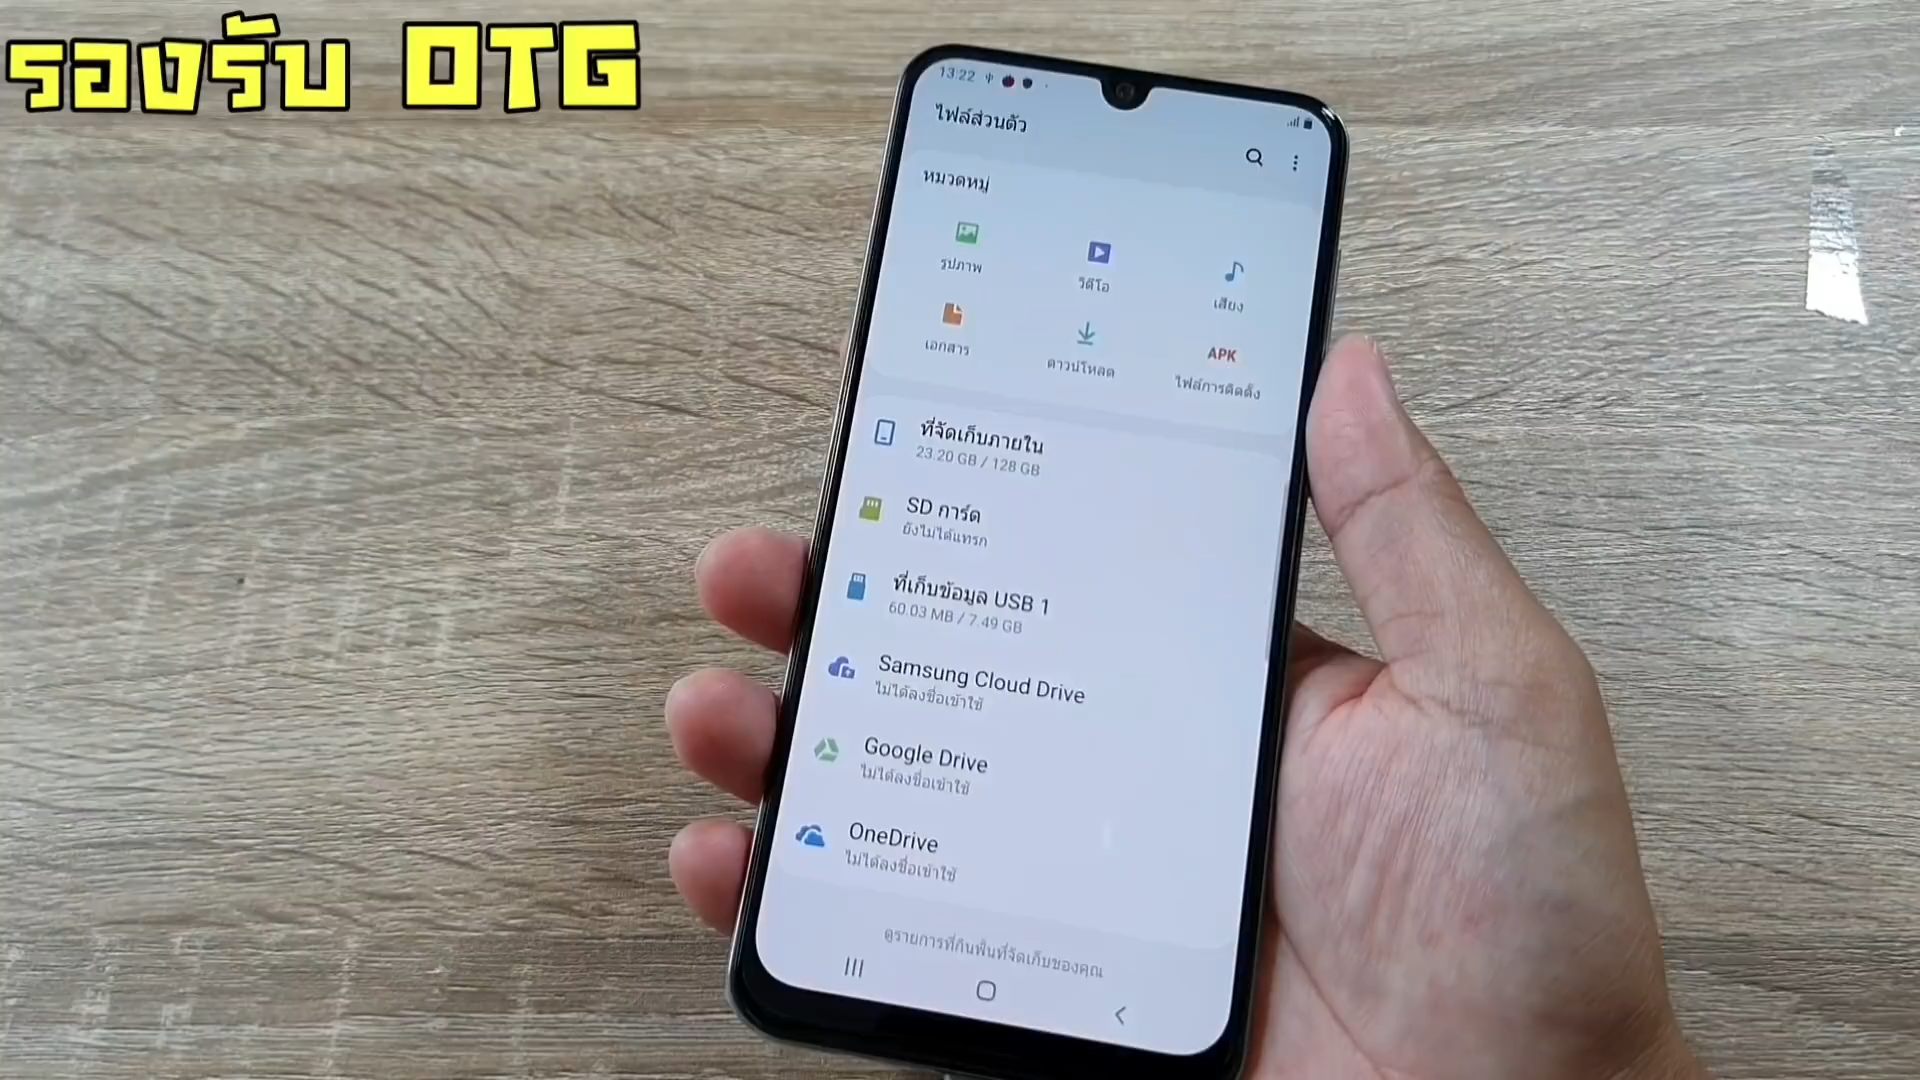 รองรับ OTG
13:22
ไฟล์ส่วนตัว
หมวดหมู่
รูปภาพ
วิดีโอ
เสียง
เอกสาร
ดาวน์โหลด
APK
ไฟล์การติดตั้ง
ที่จัดเก็บภายใน
23.20 GB / 128 GB
SD การ์ด
ยังไม่ได้แทรก
ที่เก็บข้อมูล USB 1
60.03 MB / 7.49 GB
Samsung Cloud Drive
ไม่ได้ลงชื่อเข้าใช้
Google Drive
ไม่ได้ลงชื่อเข้าใช้
OneDrive
ไม่ได้ลงชื่อเข้าใช้
ดูรายการที่กินพื้นที่จัดเก็บของคุณ